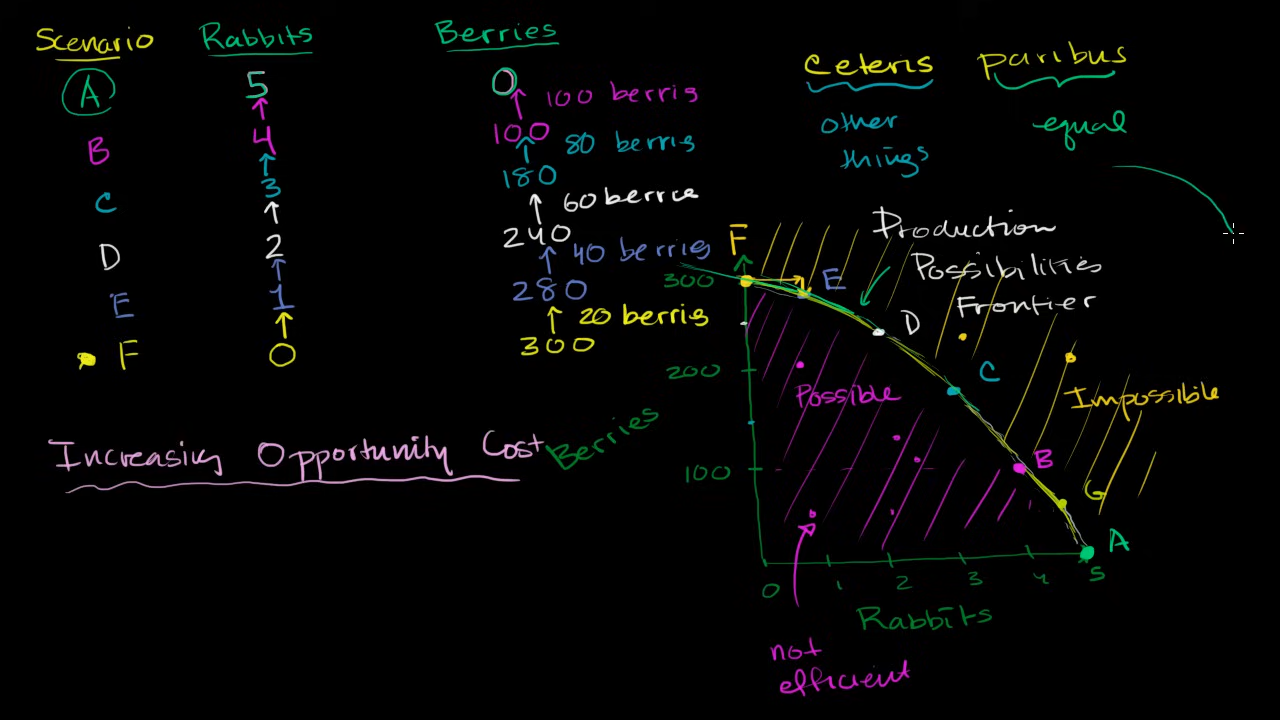 Scenario Rabbits Berries
A 5 0
100 berris
B 4 100
80 berris
C 3 180
60 berries
D 2 240
40 berris
E 1 280
20 berris
F 0 300
Increasing Opportunity Cost
Ceteris paribus
other things
equal
Production
Possibilities
Frontier
F
E
D
C
B
G
A
300
200
100
Berries
Possible
Impossible
0 1 2 3 4 5
Rabbits
not
efficient